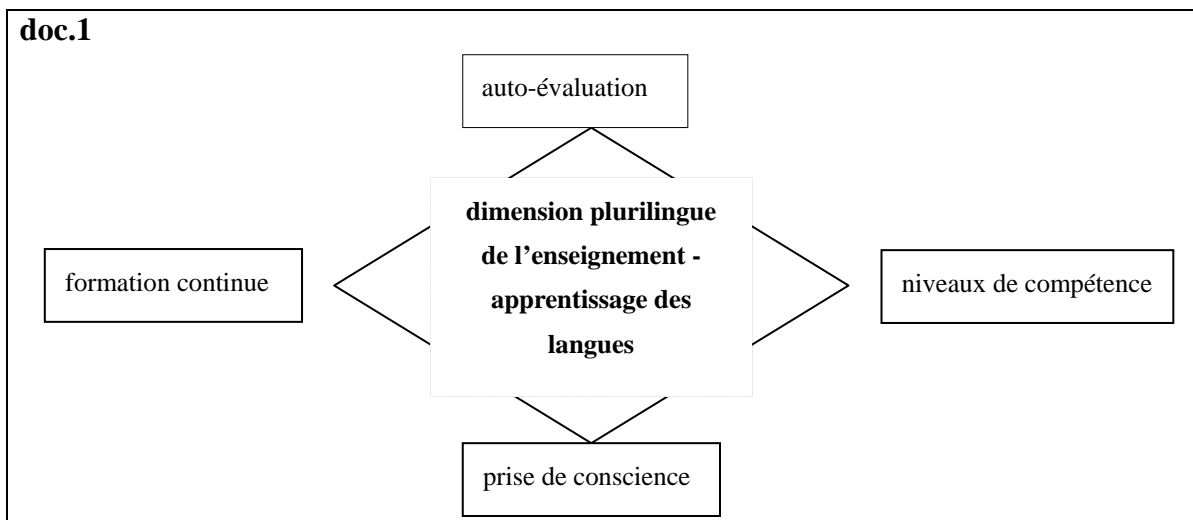 doc.1
auto-évaluation
dimension plurilingue
de l’enseignement -
apprentissage des
langues
formation continue
niveaux de compétence
prise de conscience